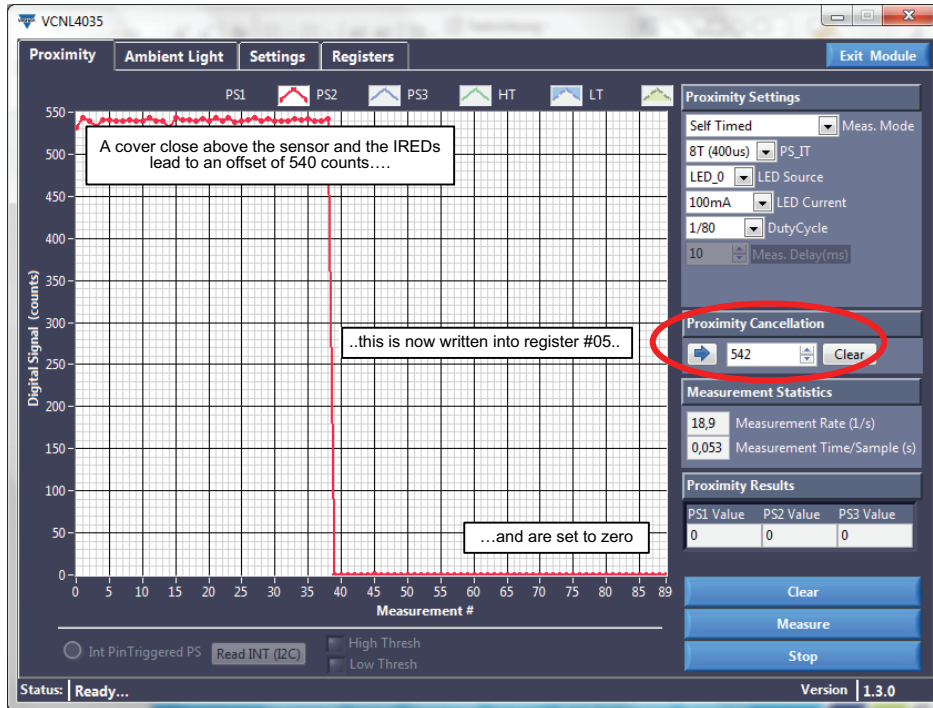 VCNL4035
Proximity
Ambient Light
Settings
Registers
Exit Module
PS1
PS2
PS3
HT
LT
Digital Signal (counts)
550
500
450
400
350
300
250
200
150
100
50
0
A cover close above the sensor and the IREDs
lead to an offset of 540 counts....
..this is now written into register #05..
...and are set to zero
0 5 10 15 20 25 30 35 40 45 50 55 60 65 70 75 80 85 89
Measurement #
Int PinTriggered PS
Read INT (I2C)
High Thresh
Low Thresh
Proximity Settings
Self Timed Meas. Mode
8T (400us) PS_IT
LED_0 LED Source
100mA LED Current
1/80 DutyCycle
10 Meas. Delay(ms)
Proximity Cancellation
542 Clear
Measurement Statistics
18,9 Measurement Rate (1/s)
0,053 Measurement Time/Sample (s)
Proximity Results
PS1 Value PS2 Value PS3 Value
0 0 0
Clear
Measure
Stop
Status: Ready...
Version 1.3.0